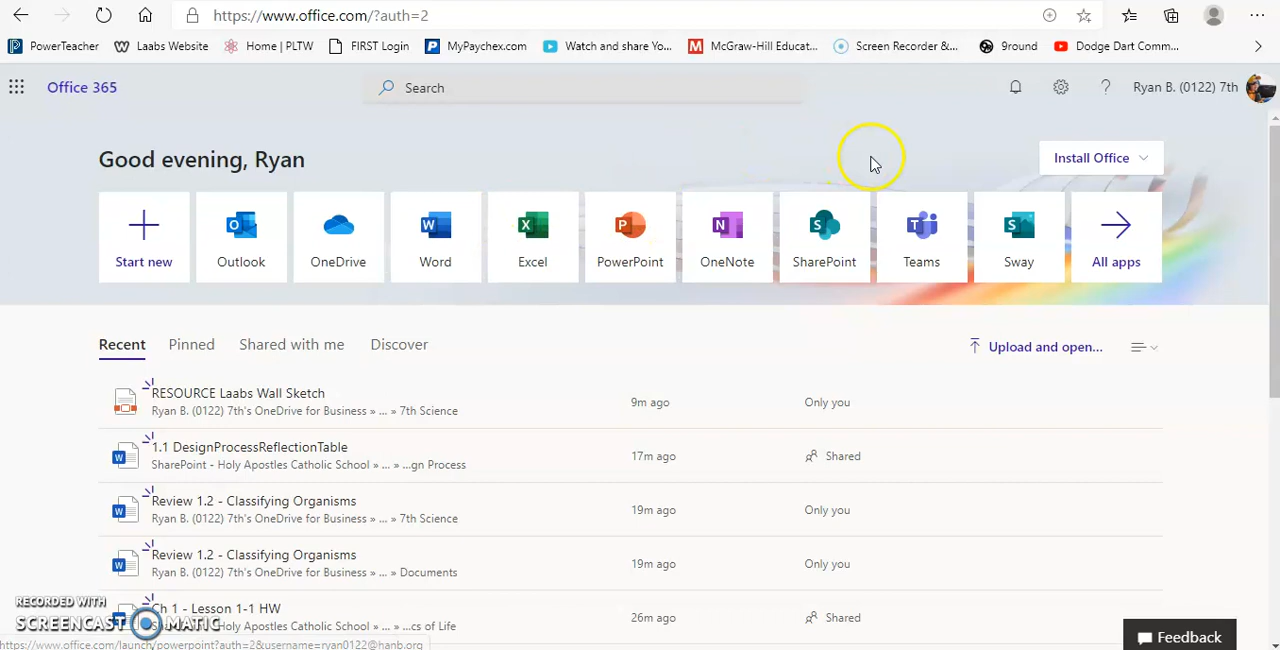 https://www.office.com/?auth=2
PowerTeacher Laabs Website Home | PLTW FIRST Login MyPaychex.com Watch and share Yo... McGraw-Hill Educat... Screen Recorder &... 9round Dodge Dart Comm...
Office 365 Search ? Ryan B. (0122) 7th
Good evening, Ryan
Install Office
Start new Outlook OneDrive Word Excel PowerPoint OneNote SharePoint Teams Sway All apps
Recent Pinned Shared with me Discover Upload and open...
RESOURCE Laabs Wall Sketch
Ryan B. (0122) 7th's OneDrive for Business » ... » 7th Science
9m ago Only you
1.1 DesignProcessReflectionTable
SharePoint - Holy Apostles Catholic School » ... » ...gn Process
17m ago Shared
Review 1.2 - Classifying Organisms
Ryan B. (0122) 7th's OneDrive for Business » ... » 7th Science
19m ago Only you
Review 1.2 - Classifying Organisms
Ryan B. (0122) 7th's OneDrive for Business » ... » Documents
19m ago Only you
Ch 1 - Lesson 1-1 HW
Holy Apostles Catholic School » ... » ...cs of Life
26m ago Shared
RECORDED WITH
SCREENCAST MATIC
https://www.office.com/launch/powerpoint?auth=2&username=ryan0122@hanb.org
Feedback